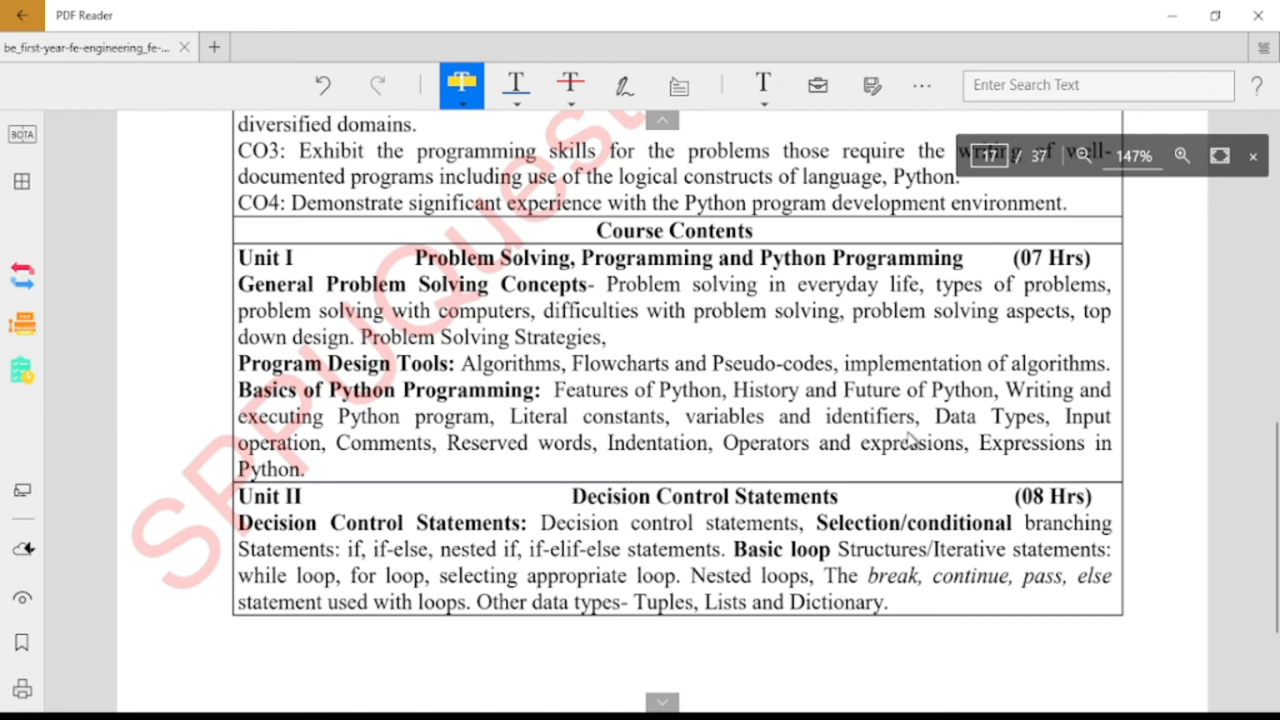 PDF Reader
be_first-year-fe-engineering_fe-...
Enter Search Text
BOTA
17 / 37 147%
diversified domains.
CO3: Exhibit the programming skills for the problems those require the writing of well-
documented programs including use of the logical constructs of language, Python.
CO4: Demonstrate significant experience with the Python program development environment.
Course Contents
Unit I Problem Solving, Programming and Python Programming (07 Hrs)
General Problem Solving Concepts- Problem solving in everyday life, types of problems,
problem solving with computers, difficulties with problem solving, problem solving aspects, top
down design. Problem Solving Strategies,
Program Design Tools: Algorithms, Flowcharts and Pseudo-codes, implementation of algorithms.
Basics of Python Programming: Features of Python, History and Future of Python, Writing and
executing Python program, Literal constants, variables and identifiers, Data Types, Input
operation, Comments, Reserved words, Indentation, Operators and expressions, Expressions in
Python.
Unit II Decision Control Statements (08 Hrs)
Decision Control Statements: Decision control statements, Selection/conditional branching
Statements: if, if-else, nested if, if-elif-else statements. Basic loop Structures/Iterative statements:
while loop, for loop, selecting appropriate loop. Nested loops, The break, continue, pass, else
statement used with loops. Other data types- Tuples, Lists and Dictionary.